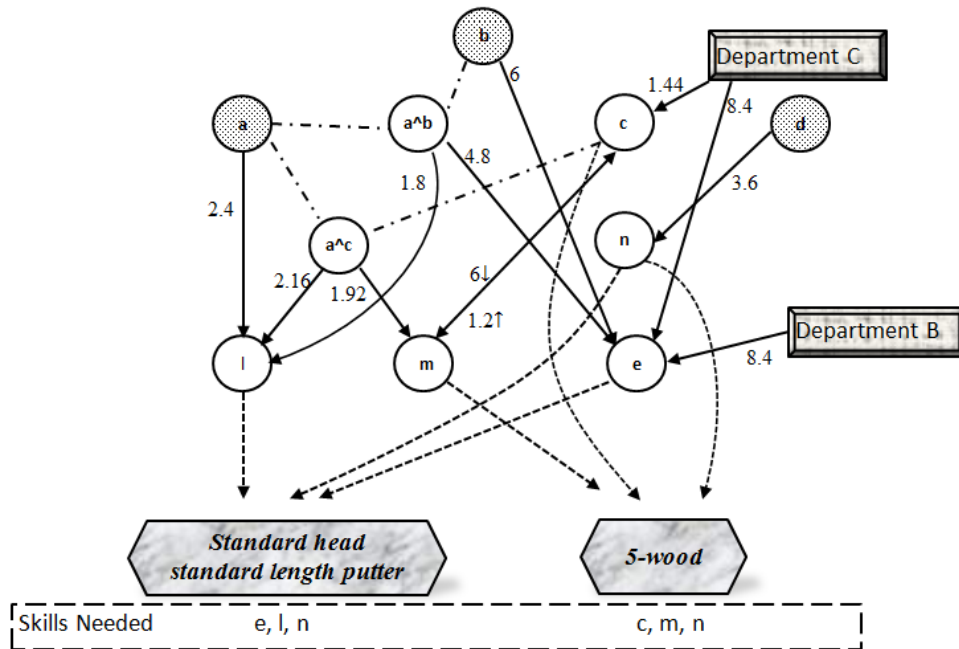 b
Department C
6
1.44
8.4
a
a^b
c
d
4.8
1.8
3.6
2.4
n
a^c
2.16
1.92
6↓
1.2↑
Department B
l
m
e
8.4
Standard head
standard length putter
5-wood
Skills Needed e, l, n c, m, n